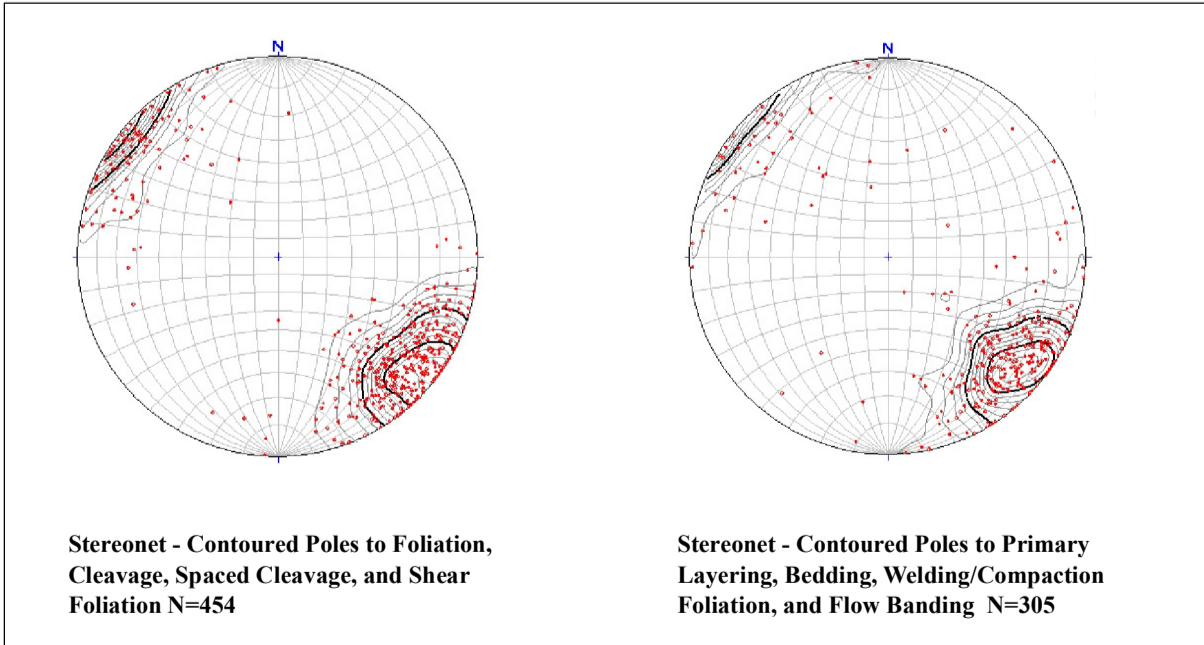 N
N
Stereonet - Contoured Poles to Foliation,
Cleavage, Spaced Cleavage, and Shear
Foliation N=454
Stereonet - Contoured Poles to Primary
Layering, Bedding, Welding/Compaction
Foliation, and Flow Banding N=305